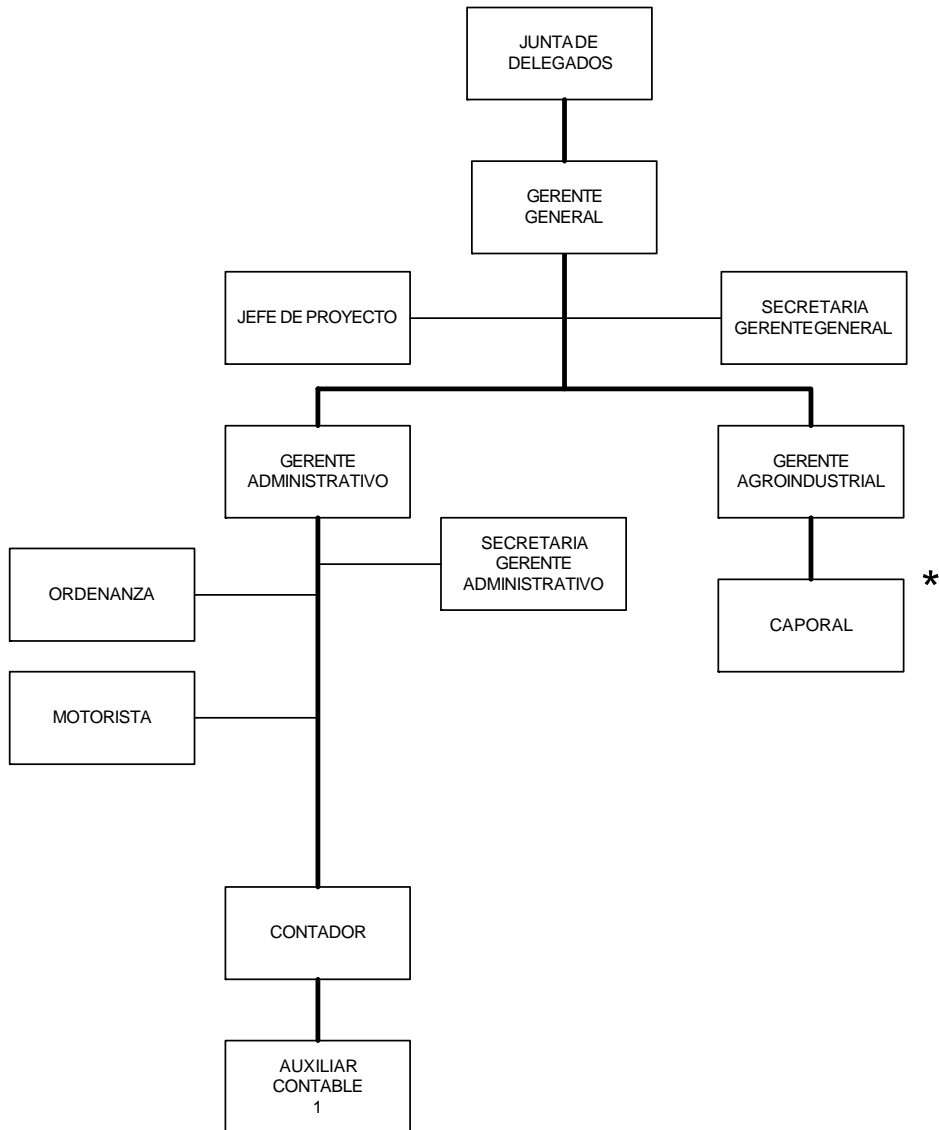 JUNTA DE
DELEGADOS
GERENTE
GENERAL
JEFE DE PROYECTO
SECRETARIA
GERENTE GENERAL
GERENTE
ADMINISTRATIVO
GERENTE
AGROINDUSTRIAL
SECRETARIA
GERENTE
ADMINISTRATIVO
ORDENANZA
CAPORAL
*
MOTORISTA
CONTADOR
AUXILIAR
CONTABLE
1